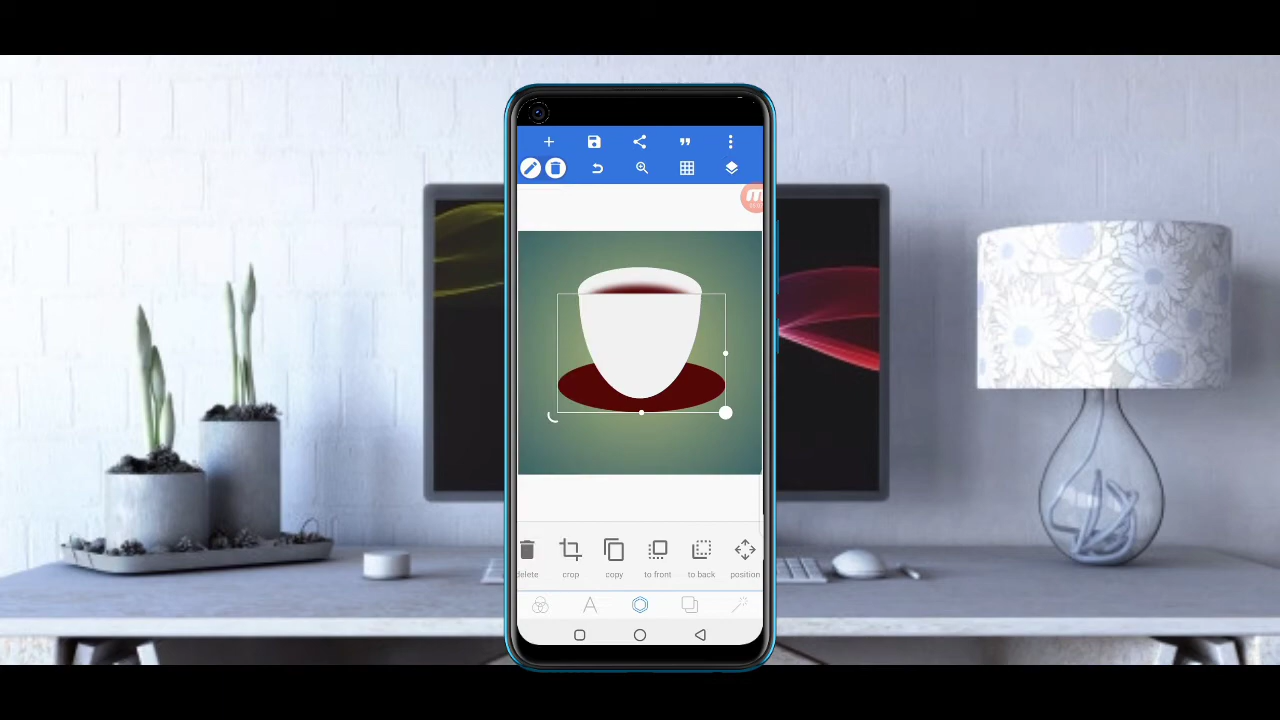 delete
crop
copy
to front
to back
position